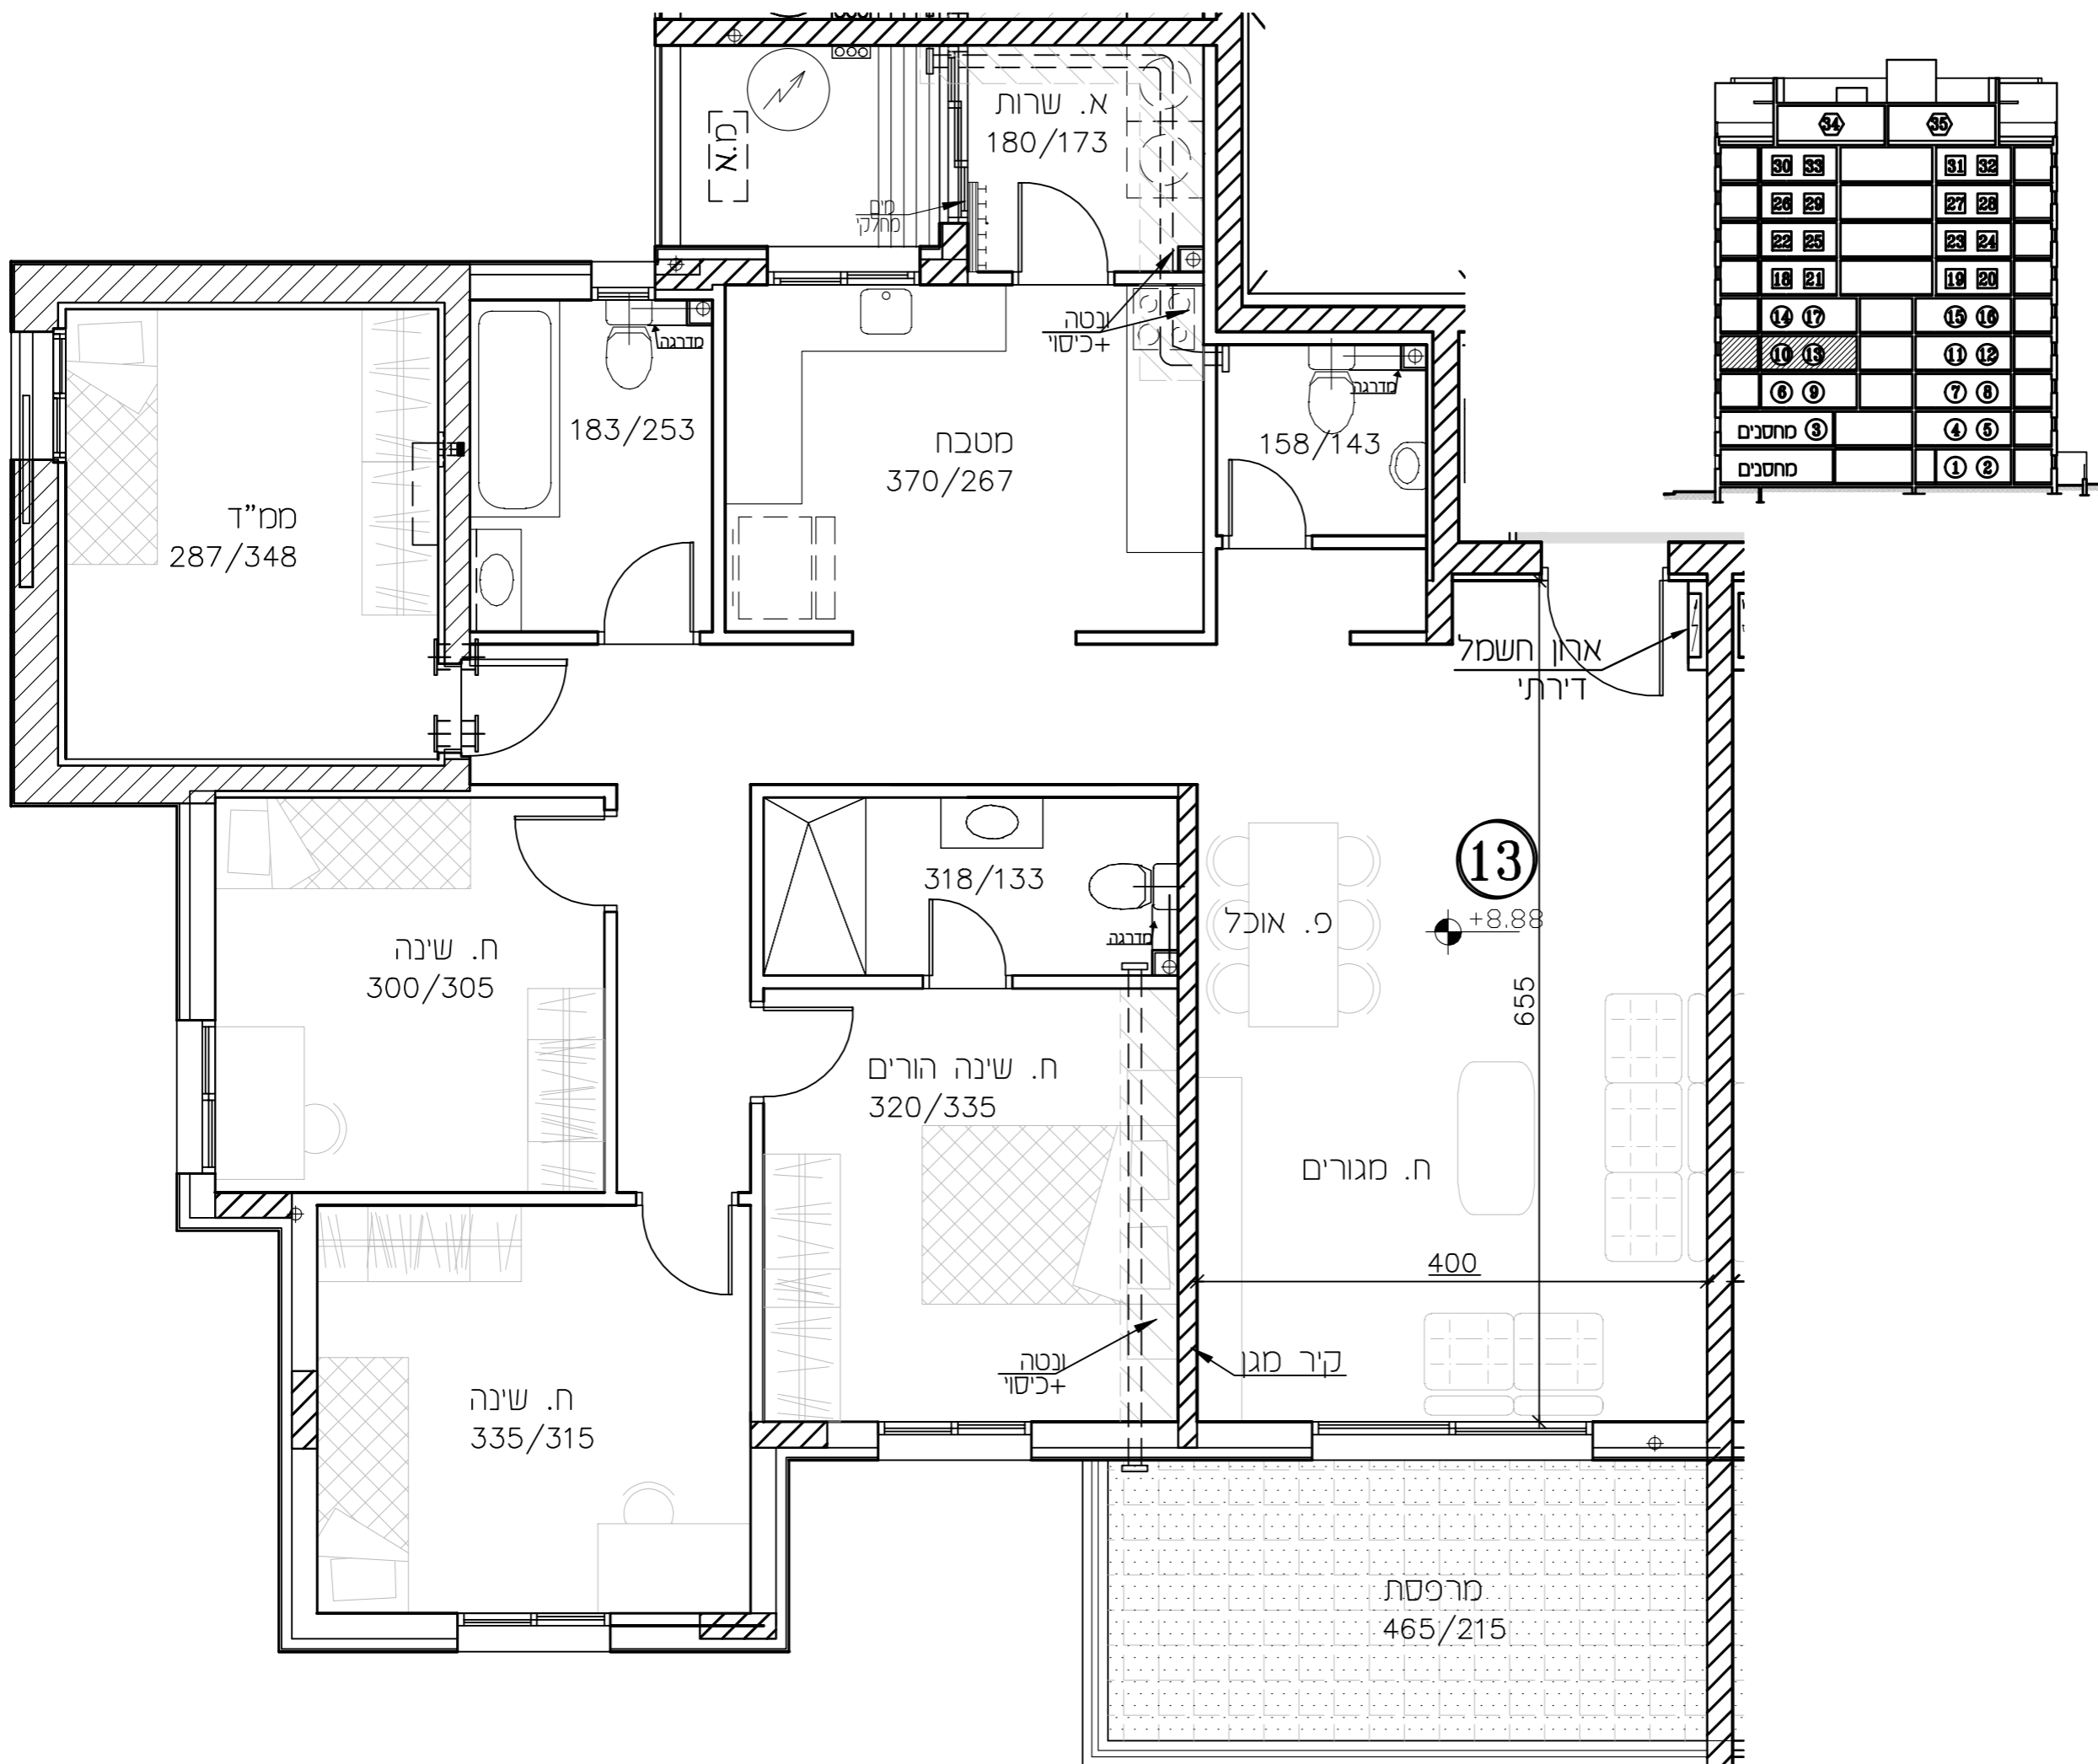 א. שרות
180/173
מ.א
מים
מחלקי
ונטה
+כיסוי
מדרגה
183/253
מטבח
370/267
מדרגה
158/143
ממ"ד
287/348
ארון חשמל
דירתי
13
+8.88
655
318/133
מדרגה
פ. אוכל
ח. שינה
300/305
ח. שינה הורים
320/335
ח. מגורים
400
ונטה
+כיסוי
קיר מגן
ח. שינה
335/315
מרפסת
465/215
34 35
30 33 31 32
26 29 27 28
22 25 23 24
18 21 19 20
14 17 15 16
10 13 11 12
6 9 7 8
מחסנים 3 4 5
מחסנים 1 2